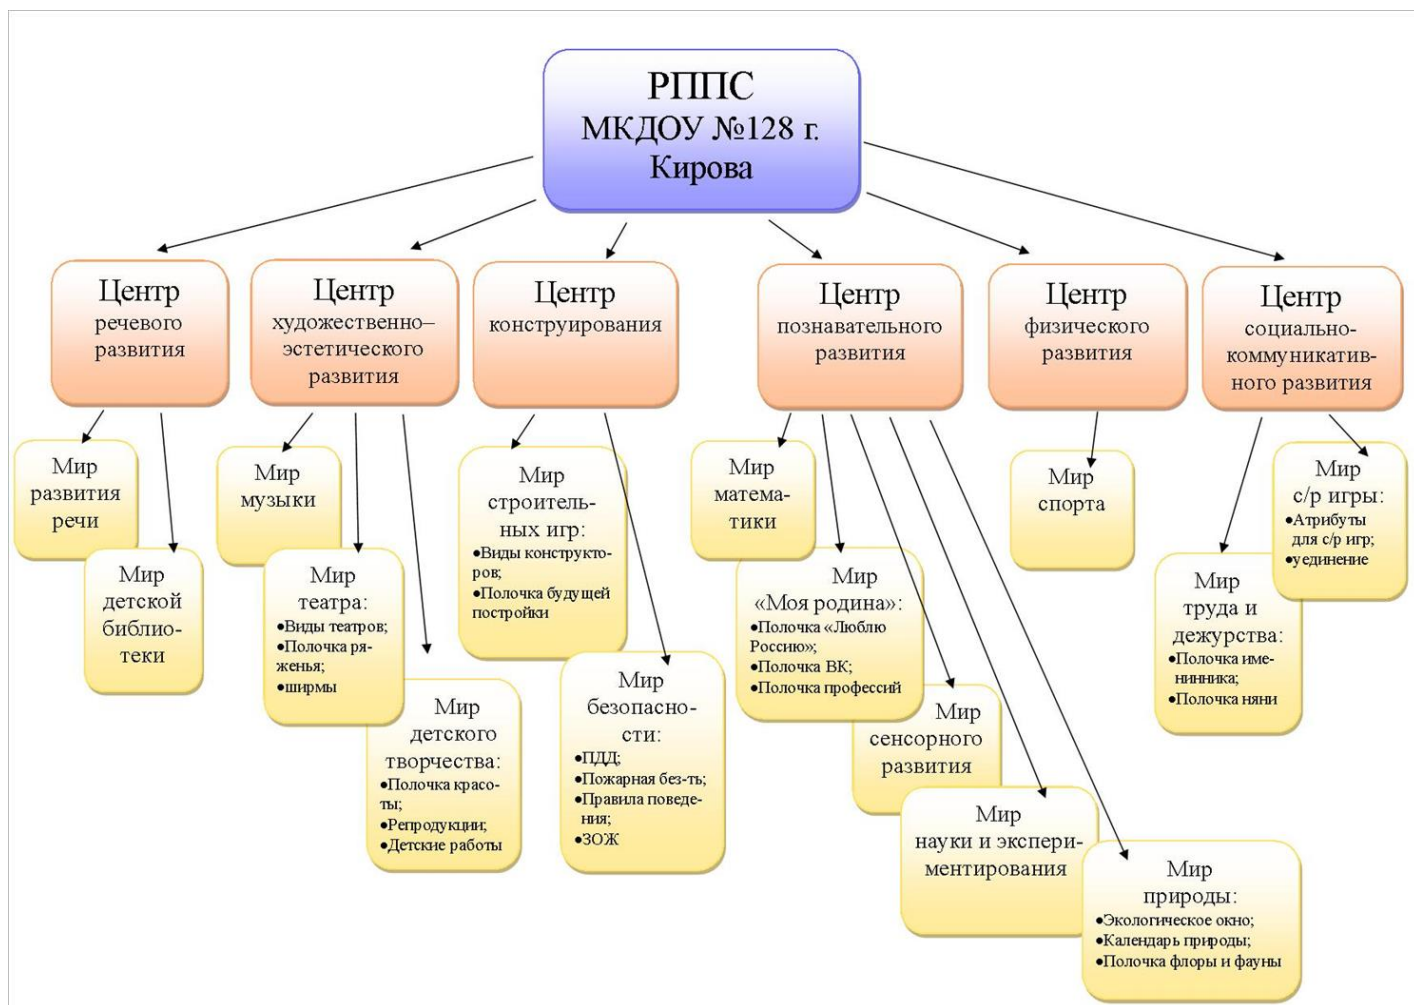 РППС
МКДОУ №128 г.
Кирова
Центр
речевого
развития
Центр
художественно–
эстетического
развития
Центр
конструирования
Центр
познавательного
развития
Центр
физического
развития
Центр
социально-
коммуникатив-
ного развития
Мир
развития
речи
Мир
детской
библио-
теки
Мир
музыки
Мир
театра:
●Виды театров;
●Полочка ря-
женья;
●ширмы
Мир
детского
творчества:
●Полочка красо-
ты;
●Репродукции;
●Детские работы
Мир
строитель-
ных игр:
●Виды конструкто-
ров;
●Полочка будущей
постройки
Мир
безопасно-
сти:
●ПДД;
●Пожарная без-ть;
●Правила поведе-
ния;
●ЗОЖ
Мир
матема-
тики
Мир
«Моя родина»:
●Полочка «Люблю
Россию»;
●Полочка ВК;
●Полочка профессий
Мир
сенсорного
развития
Мир
науки и экспери-
ментирования
Мир
природы:
●Экологическое окно;
●Календарь природы;
●Полочка флоры и фауны
Мир
спорта
Мир
труда и
дежурства:
●Полочка име-
нинника;
●Полочка няни
Мир
с/р игры:
●Атрибуты
для с/р игр;
●уединение